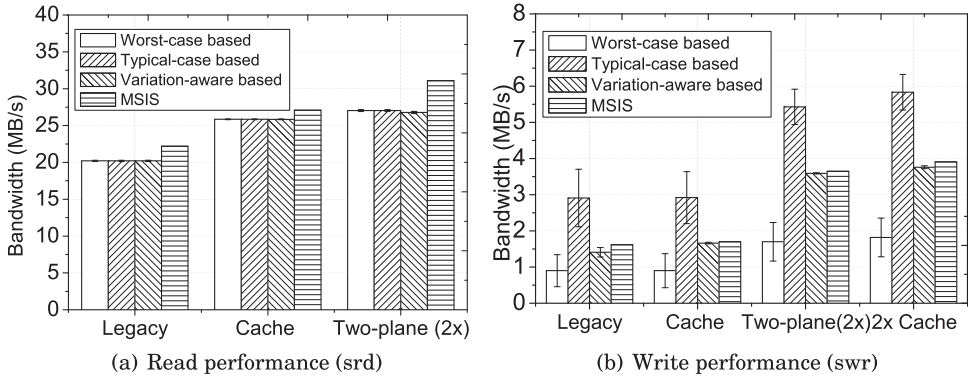 Bandwidth (MB/s)
40
35
30
25
20
15
10
5
0
Worst-case based
Typical-case based
Variation-aware based
MSIS
Legacy Cache Two-plane (2x)
(a) Read performance (srd)
Bandwidth (MB/s)
8
7
6
5
4
3
2
1
0
Worst-case based
Typical-case based
Variation-aware based
MSIS
Legacy Cache Two-plane(2x)2x Cache
(b) Write performance (swr)